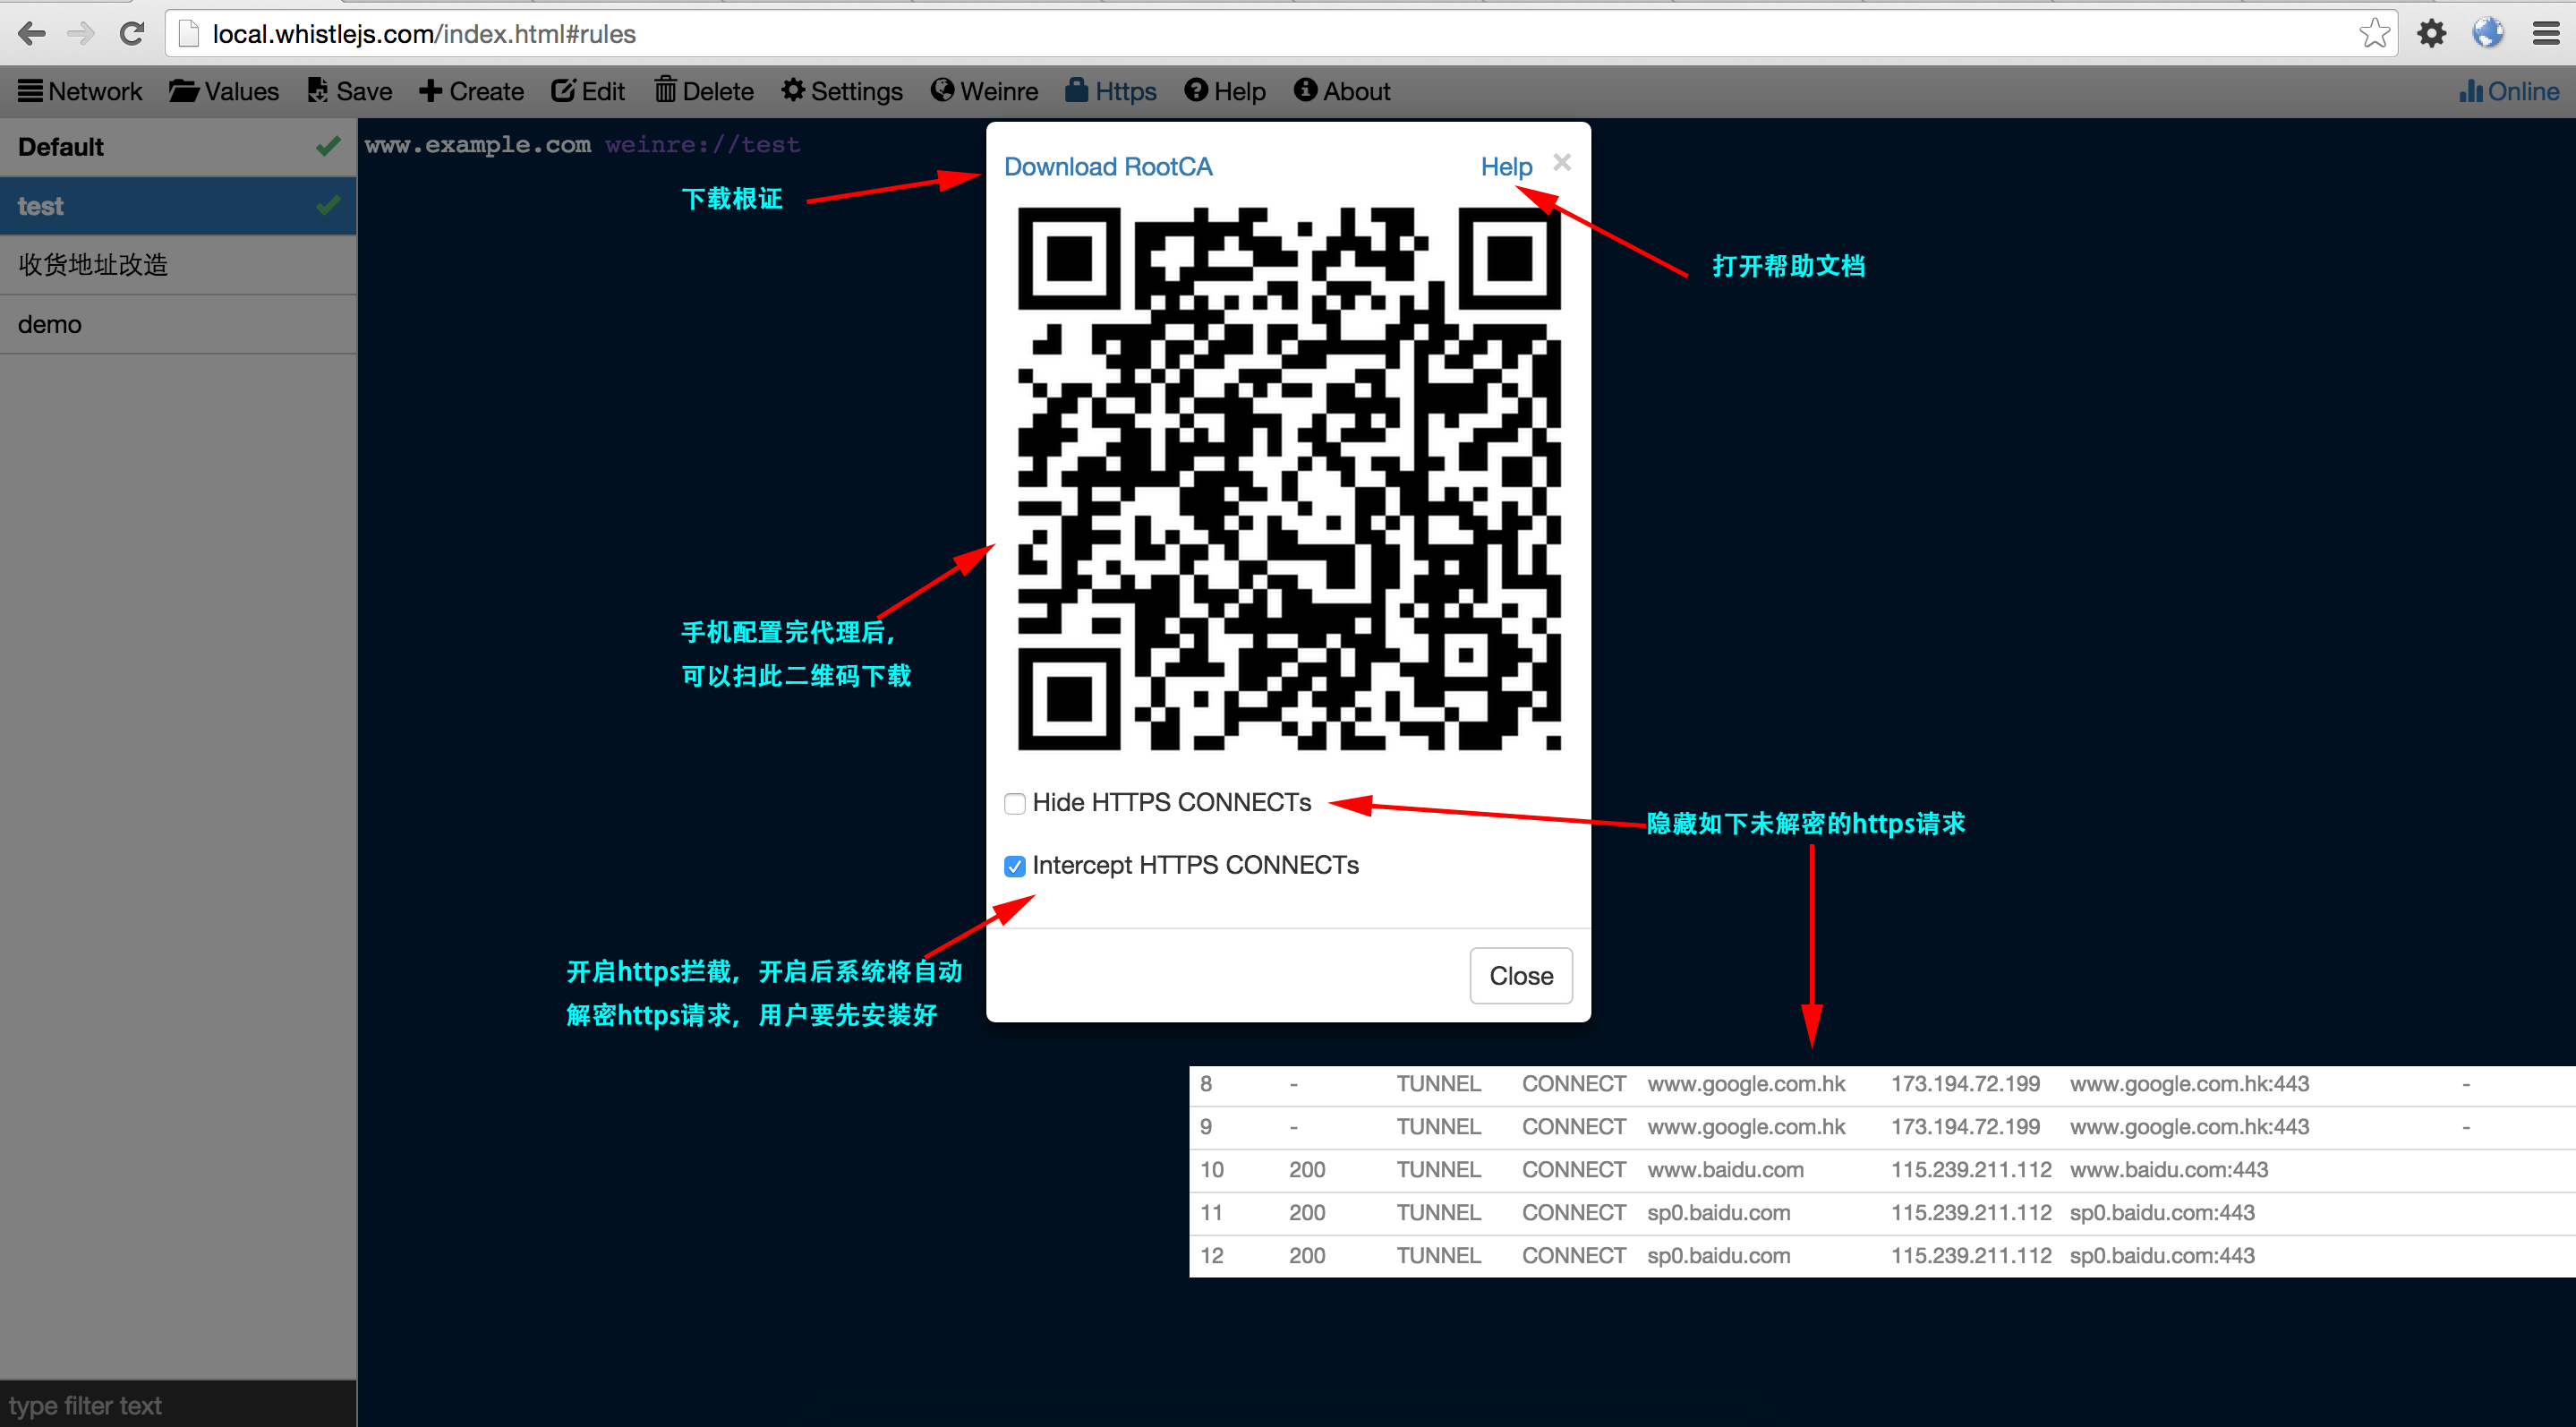 local.whistlejs.com/index.html#rules
Network Values Save Create Edit Delete Settings Weinre Https Help About Online
Default
test
收货地址改造
demo
type filter text
www.example.com weinre://test
Download RootCA Help ×
下载根证
打开帮助文档
手机配置完代理后,
可以扫此二维码下载
Hide HTTPS CONNECTs
隐藏如下未解密的https请求
Intercept HTTPS CONNECTs
开启https拦截, 开启后系统将自动
解密https请求, 用户要先安装好
Close
8 - TUNNEL CONNECT www.google.com.hk 173.194.72.199 www.google.com.hk:443 -
9 - TUNNEL CONNECT www.google.com.hk 173.194.72.199 www.google.com.hk:443 -
10 200 TUNNEL CONNECT www.baidu.com 115.239.211.112 www.baidu.com:443
11 200 TUNNEL CONNECT sp0.baidu.com 115.239.211.112 sp0.baidu.com:443
12 200 TUNNEL CONNECT sp0.baidu.com 115.239.211.112 sp0.baidu.com:443